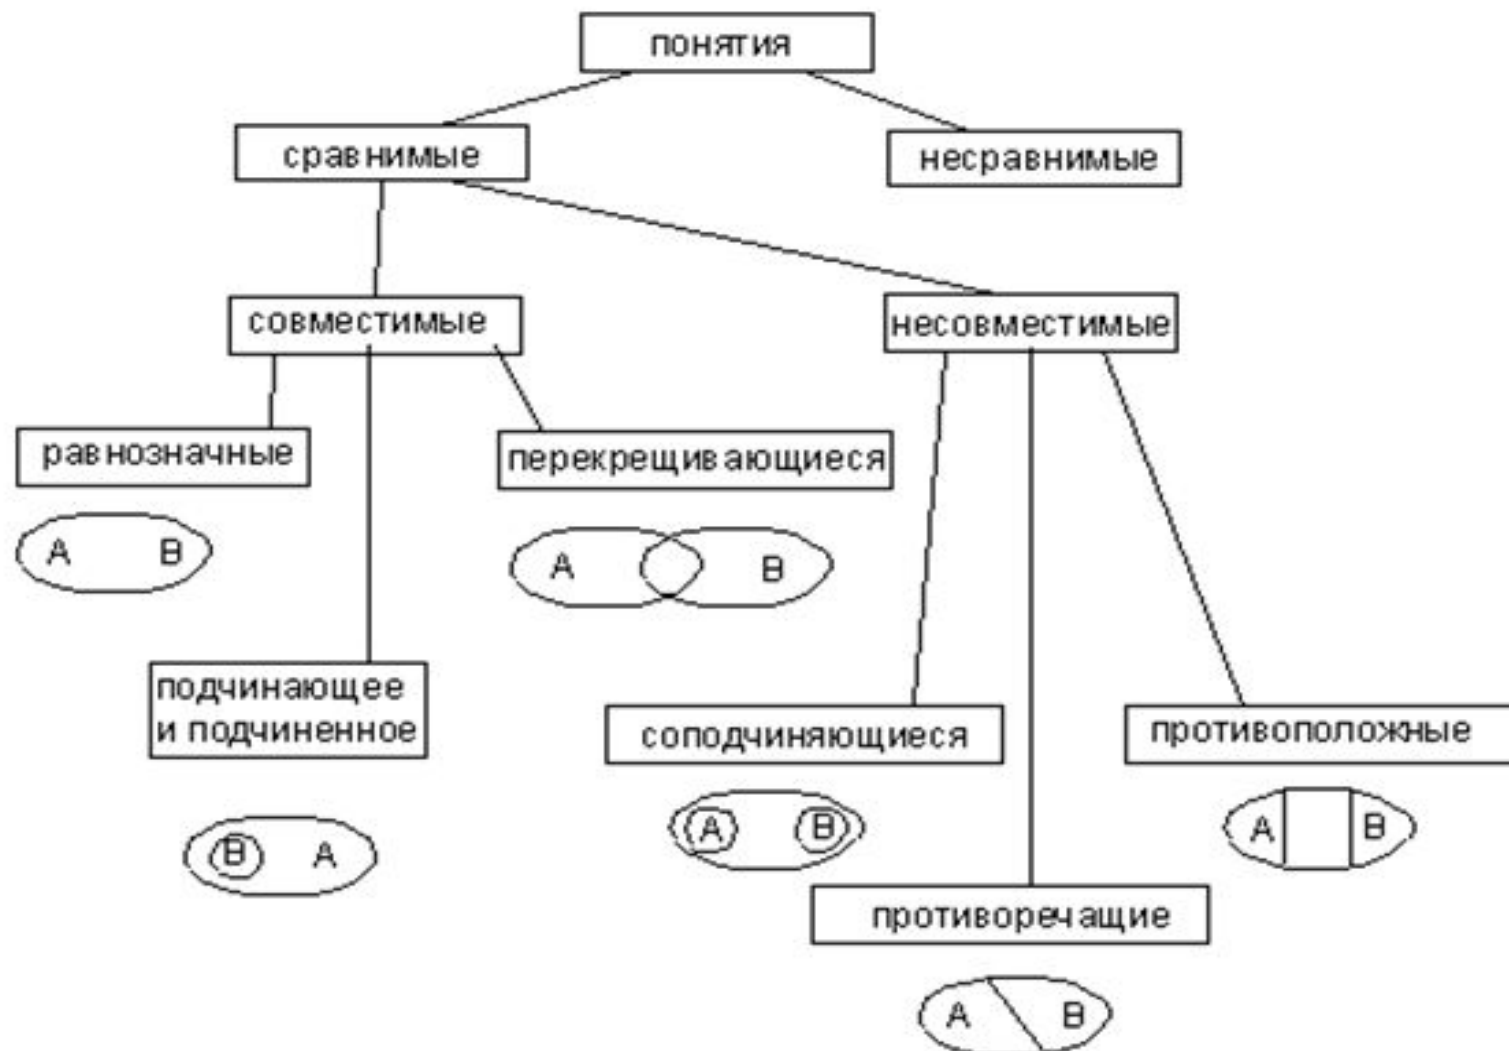 понятия
сравнимые
несравнимые
совместимые
несовместимые
равнозначные
перекрещивающиеся
A B
A B
подчинающее
и подчиненное
соподчиняющиеся
противоположные
B A
A B
A B
противоречащие
A B